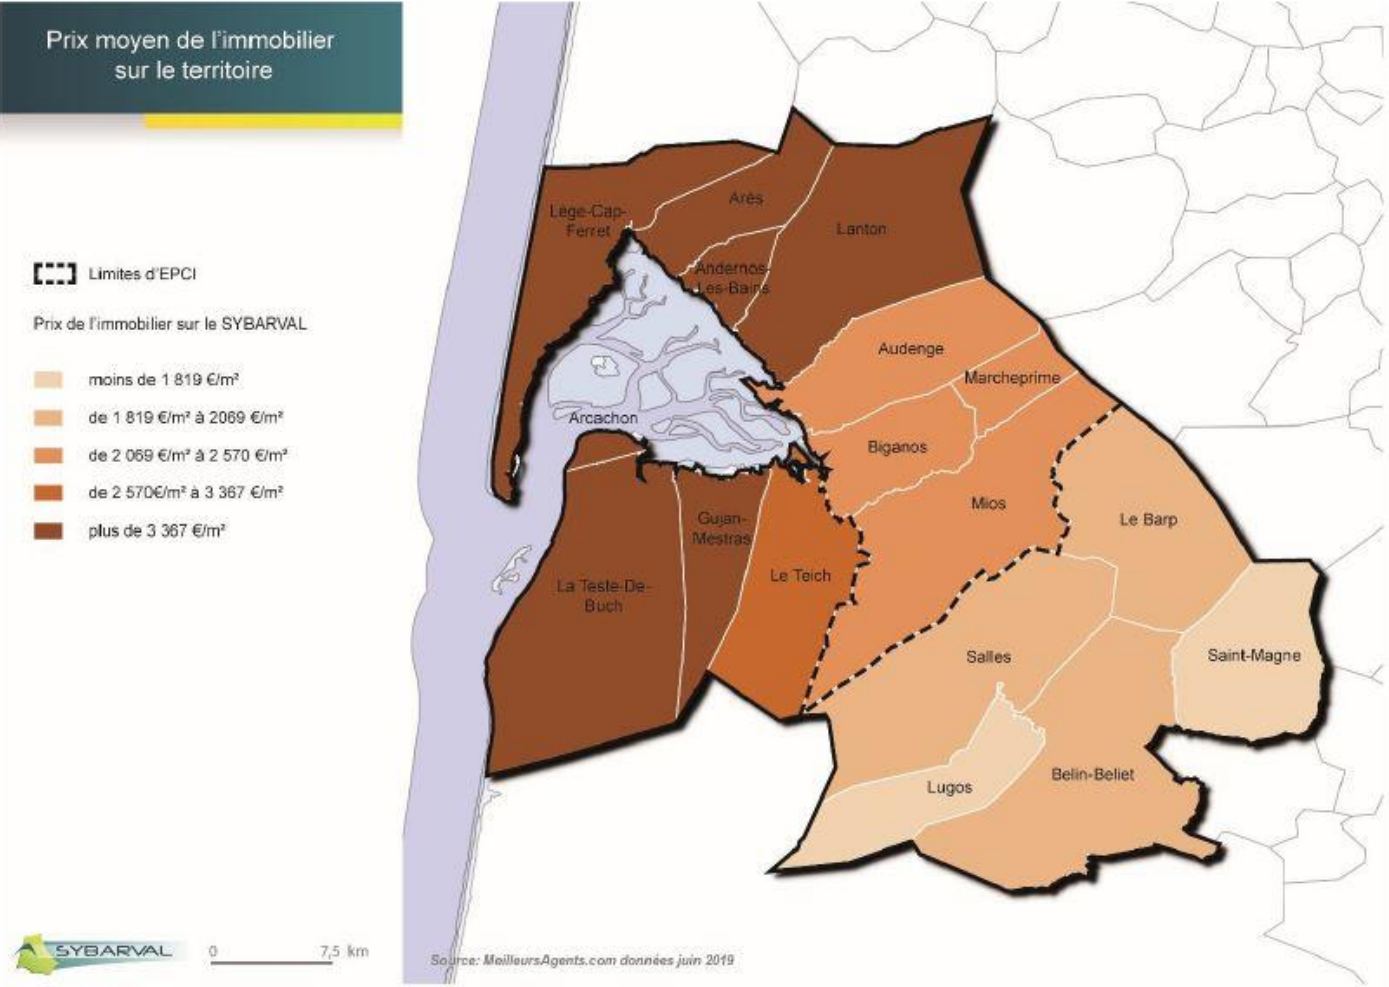 Prix moyen de l'immobilier
sur le territoire
Limites d'EPCI
Prix de l'immobilier sur le SYBARVAL
moins de 1 819 €/m²
de 1 819 €/m² à 2069 €/m²
de 2 069 €/m² à 2 570 €/m²
de 2 570€/m² à 3 367 €/m²
plus de 3 367 €/m²
Lège-Cap-
Ferret
Arès
Lanton
Andernos-
Les-Bains
Audenge
Marcheprime
Arcachon
Biganos
Mios
Le Barp
Gujan-
Mestras
La Teste-De-
Buch
Le Teich
Salles
Saint-Magne
Lugos
Belin-Beliet
SYBARVAL
0 7,5 km
Source: MeilleursAgents.com données juin 2019